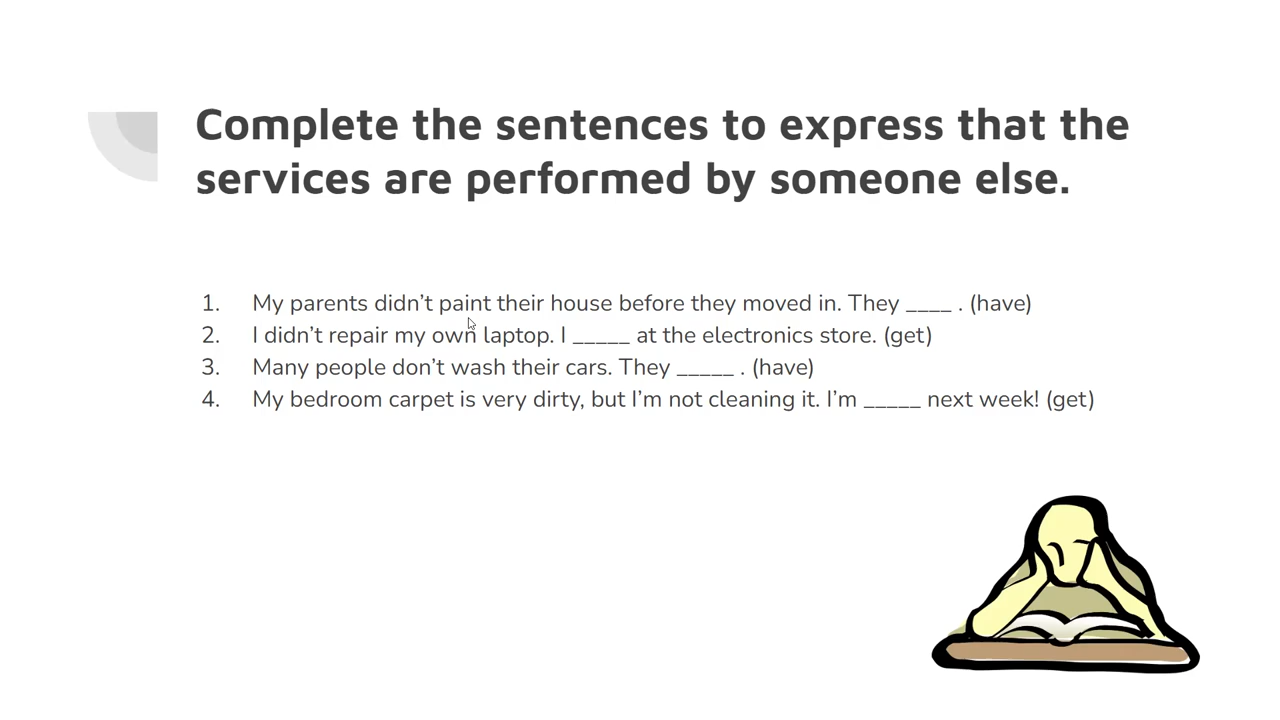 Complete the sentences to express that the
services are performed by someone else.
1. My parents didn’t paint their house before they moved in. They ____ . (have)
2. I didn’t repair my own laptop. I _____ at the electronics store. (get)
3. Many people don’t wash their cars. They _____ . (have)
4. My bedroom carpet is very dirty, but I’m not cleaning it. I’m _____ next week! (get)